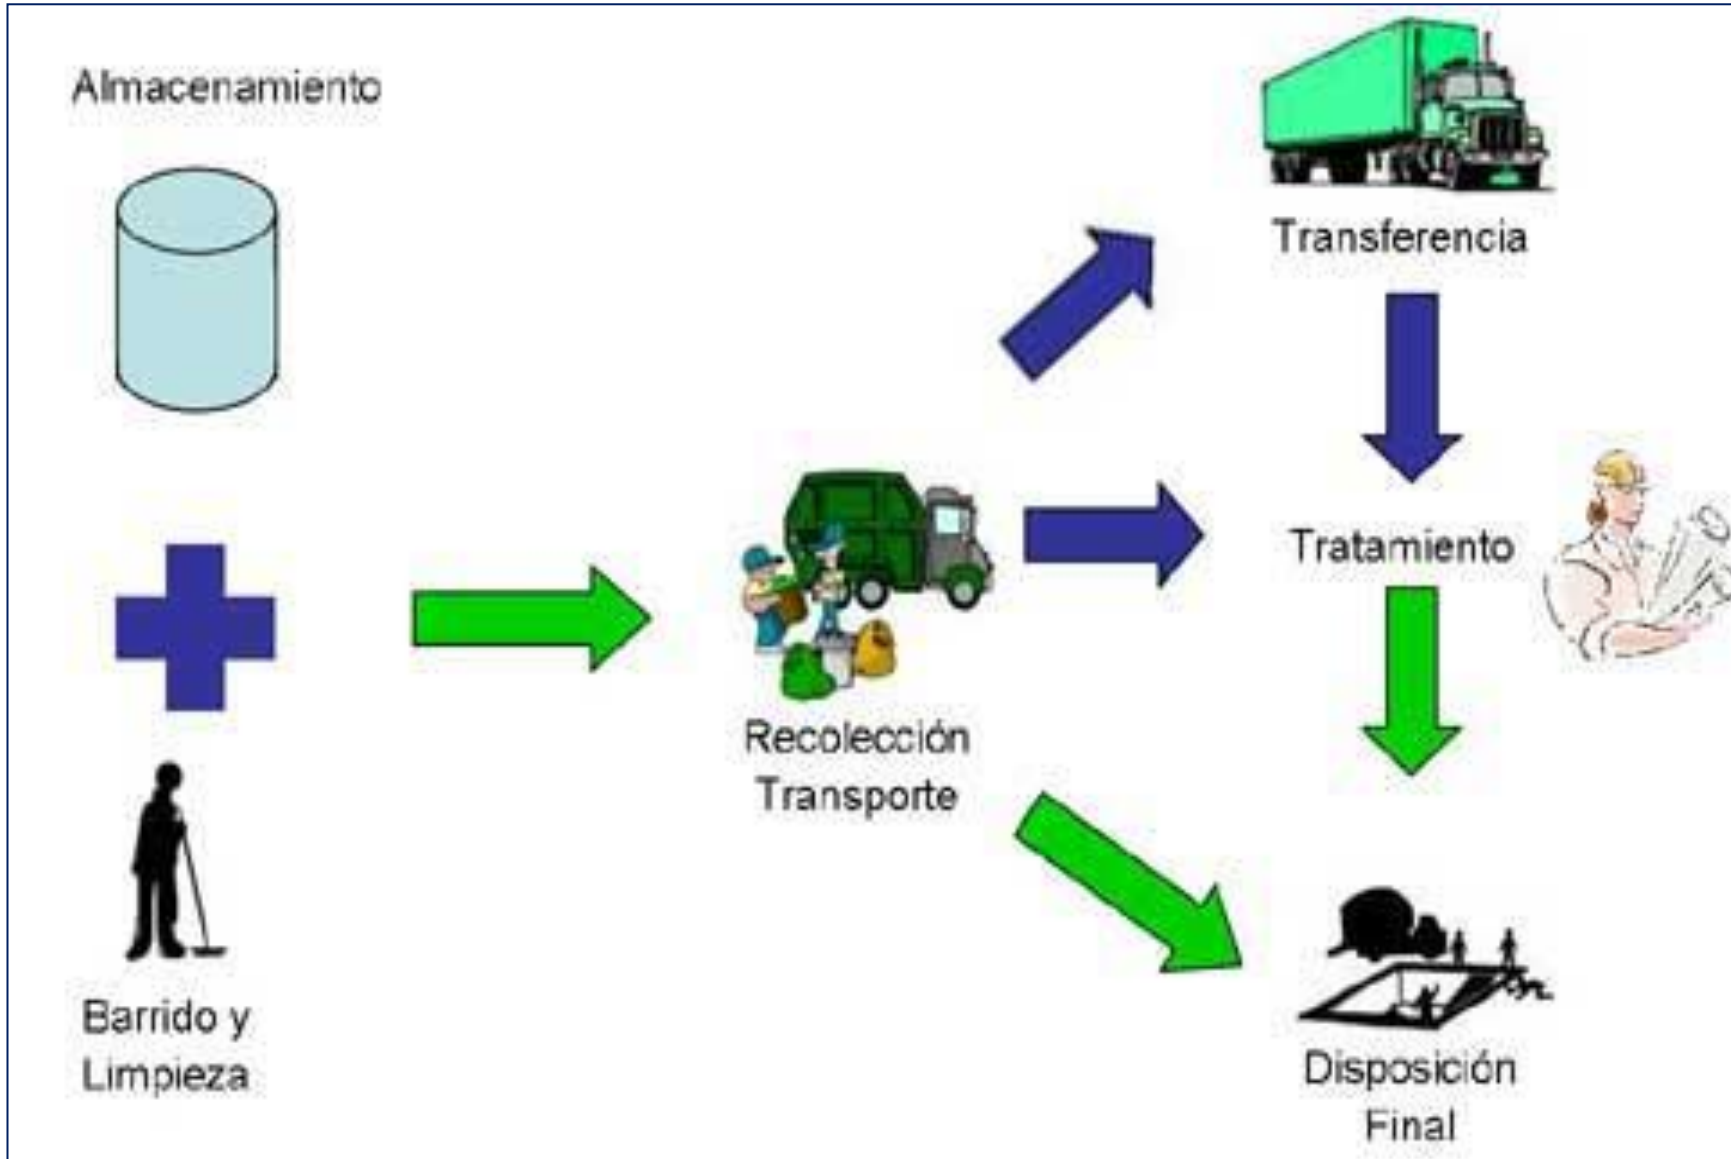 Almacenamiento
Transferencia
Tratamiento
Recolección
Transporte
Barrido y
Limpieza
Disposición
Final